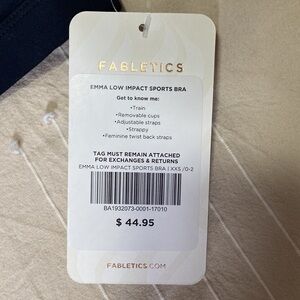 FABLETICS
EMMA LOW IMPACT SPORTS BRA
Get to know me:
•Train
•Removable cups
•Adjustable straps
•Strappy
•Feminine twist back straps
TAG MUST REMAIN ATTACHED
FOR EXCHANGES & RETURNS
EMMA LOW IMPACT SPORTS BRA | XXS /0-2
BA1932073-0001-17010
$ 44.95
FABLETICS.COM